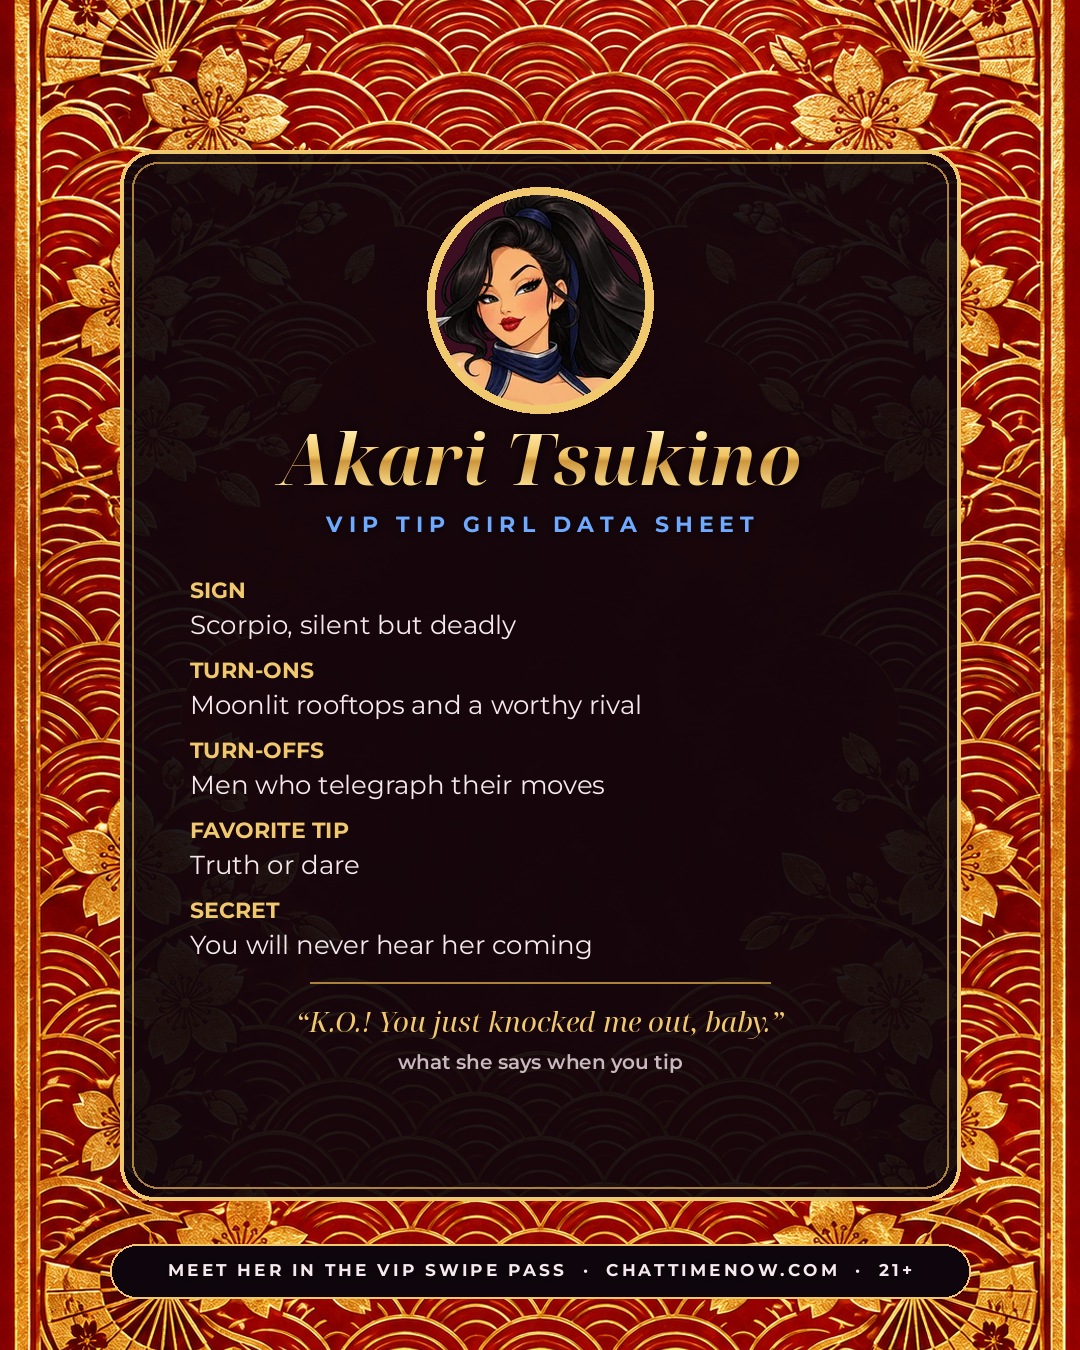 Akari Tsukino
VIP TIP GIRL DATA SHEET
SIGN
Scorpio, silent but deadly
TURN-ONS
Moonlit rooftops and a worthy rival
TURN-OFFS
Men who telegraph their moves
FAVORITE TIP
Truth or dare
SECRET
You will never hear her coming
“K.O.! You just knocked me out, baby.”
what she says when you tip
MEET HER IN THE VIP SWIPE PASS · CHATTIMENOW.COM · 21+